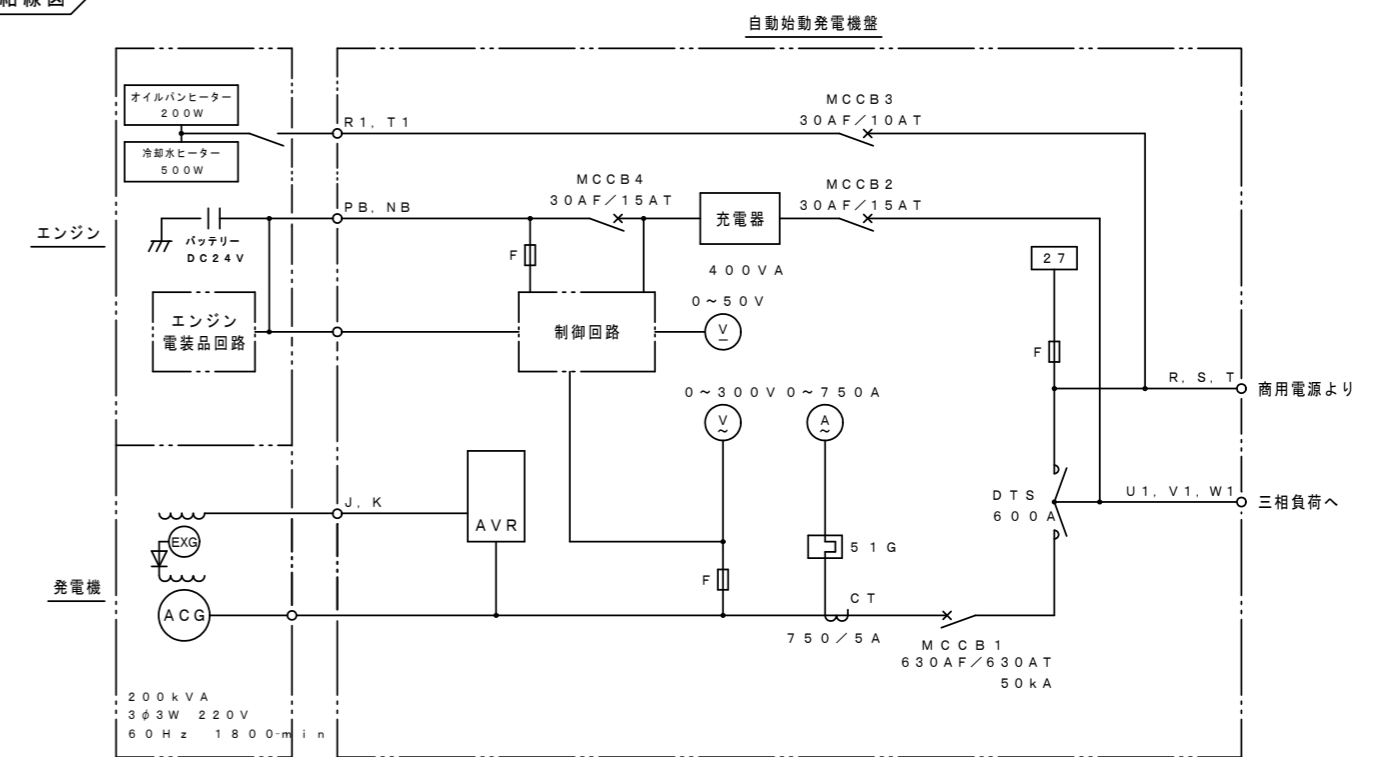 結線図
自動始動発電機盤
オイルパンヒーター
200W
冷却水ヒーター
500W
R1, T1
MCCB3
30AF/10AT
PB, NB
MCCB4
30AF/15AT
充電器
MCCB2
30AF/15AT
エンジン
バッテリー
DC24V
F
400VA
27
0~50V
エンジン
電装品回路
制御回路
V
F
R, S, T
商用電源より
0~300V
0~750A
V
~
A
~
J, K
AVR
DTS
600A
U1, V1, W1
三相負荷へ
EXG
51G
発電機
F
ACG
CT
750/5A
MCCB1
630AF/630AT
50kA
200kVA
3φ3W 220V
60Hz 1800-min